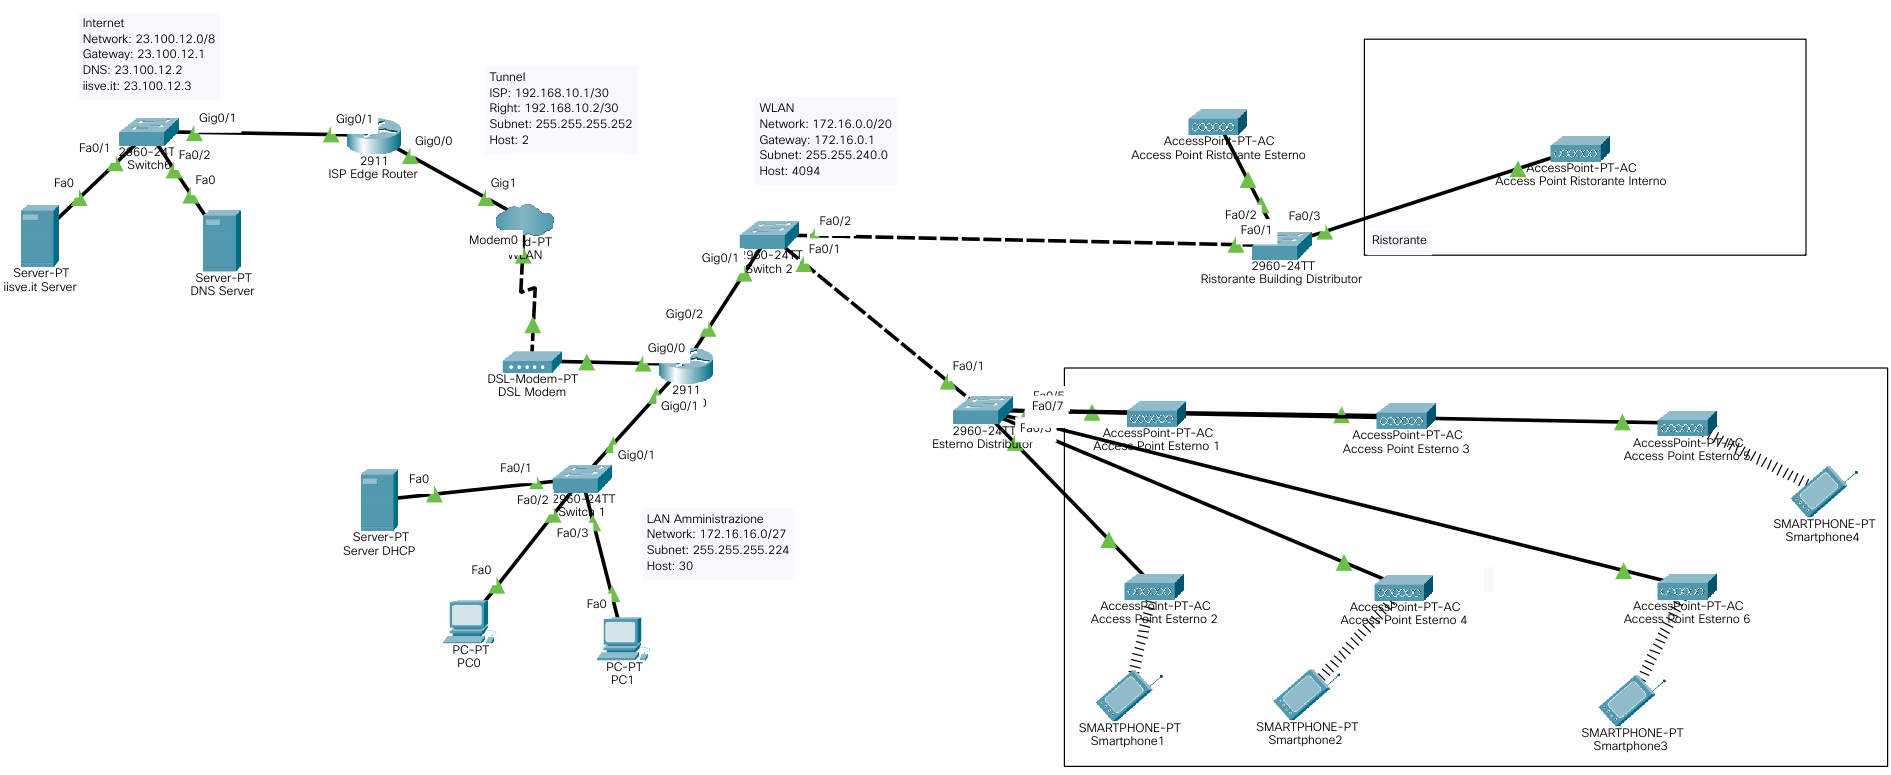 Internet
Network: 23.100.12.0/8
Gateway: 23.100.12.1
DNS: 23.100.12.2
iisve.it: 23.100.12.3
Tunnel
ISP: 192.168.10.1/30
Right: 192.168.10.2/30
Subnet: 255.255.255.252
Host: 2
WLAN
Network: 172.16.0.0/20
Gateway: 172.16.0.1
Subnet: 255.255.240.0
Host: 4094
Gig0/1
Gig0/1
Gig0/0
Fa0/1
Fa0/2
2960-24T
Switch
2911
ISP Edge Router
Fa0
Fa0
Server-PT
iisve.it Server
Server-PT
DNS Server
Gig1
Modem0
d-PT
WLAN
AccessPoint-PT-AC
Access Point Ristorante Esterno
AccessPoint-PT-AC
Access Point Ristorante Interno
Fa0/2
Fa0/3
Fa0/1
2960-24TT
Ristorante Building Distributor
Ristorante
Fa0/2
Fa0/1
Gig0/1
2960-24T
Switch 2
Gig0/2
Gig0/0
2911
Gig0/1
DSL-Modem-PT
DSL Modem
Gig0/1
Fa0/1
Fa0/2
2960-24TT
Switch 1
Fa0/3
Fa0
Server-PT
Server DHCP
LAN Amministrazione
Network: 172.16.16.0/27
Subnet: 255.255.255.224
Host: 30
Fa0
PC-PT
PC0
Fa0
PC-PT
PC1
Fa0/1
Fa0/5
Fa0/7
Fa0/3
2960-24TT
Esterno Distributor
AccessPoint-PT-AC
Access Point Esterno 1
AccessPoint-PT-AC
Access Point Esterno 3
AccessPoint-PT-AC
Access Point Esterno 5
SMARTPHONE-PT
Smartphone4
AccessPoint-PT-AC
Access Point Esterno 2
AccessPoint-PT-AC
Access Point Esterno 4
AccessPoint-PT-AC
Access Point Esterno 6
SMARTPHONE-PT
Smartphone1
SMARTPHONE-PT
Smartphone2
SMARTPHONE-PT
Smartphone3